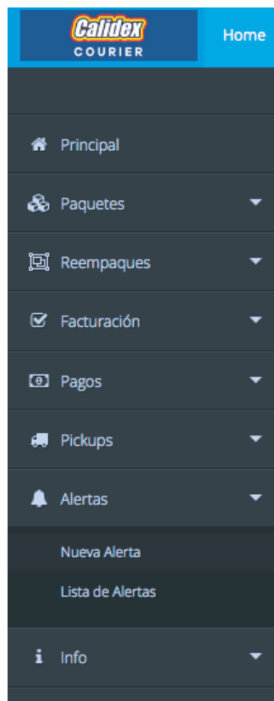 Calidex
COURIER
Home
Principal
Paquetes
Reempaques
Facturación
Pagos
Pickups
Alertas
Nueva Alerta
Lista de Alertas
Info